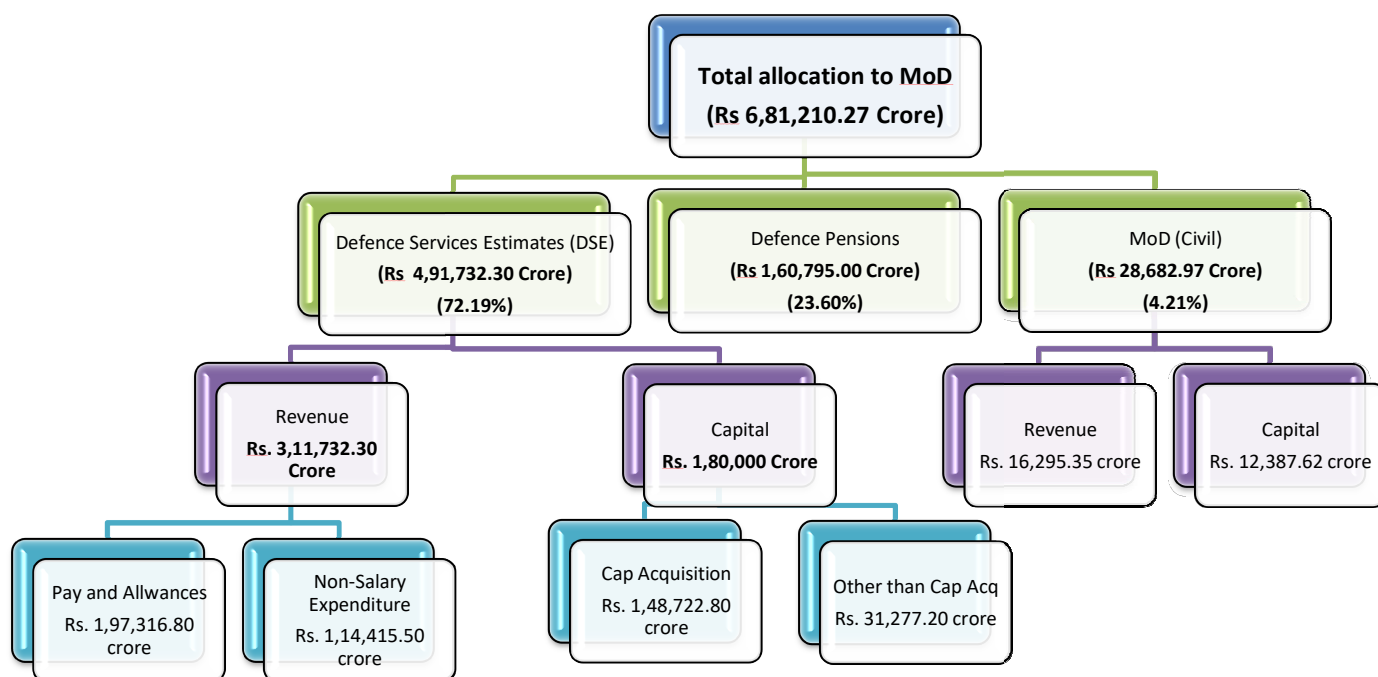 Total allocation to MoD
(Rs 6,81,210.27 Crore)
Defence Services Estimates (DSE)
(Rs 4,91,732.30 Crore)
(72.19%)
Defence Pensions
(Rs 1,60,795.00 Crore)
(23.60%)
MoD (Civil)
(Rs 28,682.97 Crore)
(4.21%)
Revenue
Rs. 3,11,732.30
Crore
Capital
Rs. 1,80,000 Crore
Revenue
Rs. 16,295.35 crore
Capital
Rs. 12,387.62 crore
Pay and Allwances
Rs. 1,97,316.80
crore
Non-Salary
Expenditure
Rs. 1,14,415.50
crore
Cap Acquisition
Rs. 1,48,722.80
crore
Other than Cap Acq
Rs. 31,277.20 crore